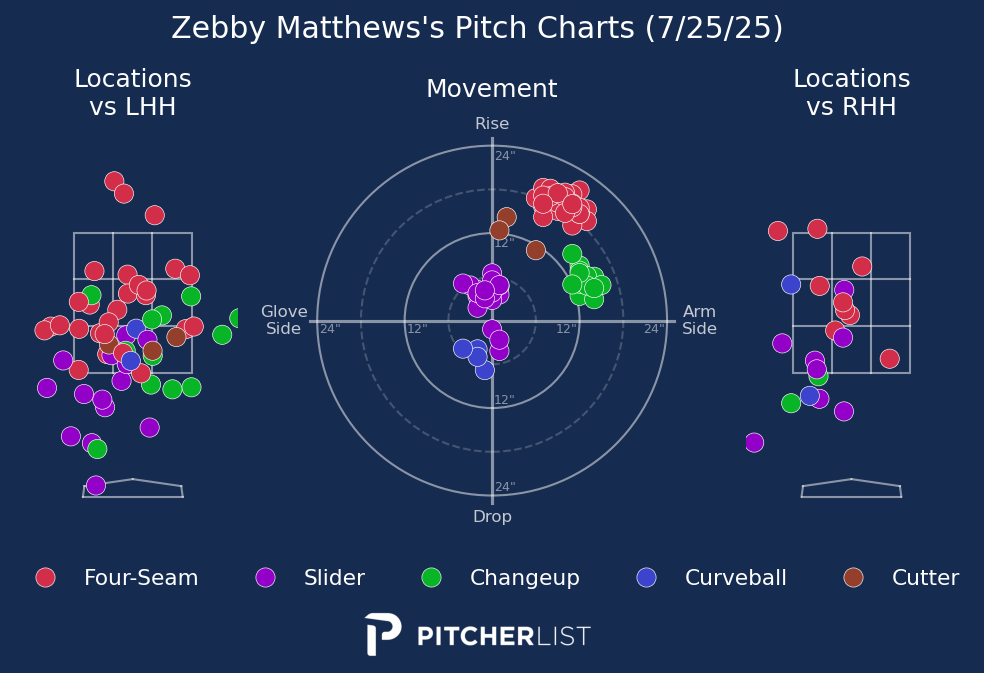 Zebby Matthews's Pitch Charts (7/25/25)
Locations
vs LHH
Movement
Locations
vs RHH
Rise
24"
12"
Glove
Side
24"
12"
12"
24"
Arm
Side
12"
24"
Drop
Four-Seam
Slider
Changeup
Curveball
Cutter
PITCHERLIST